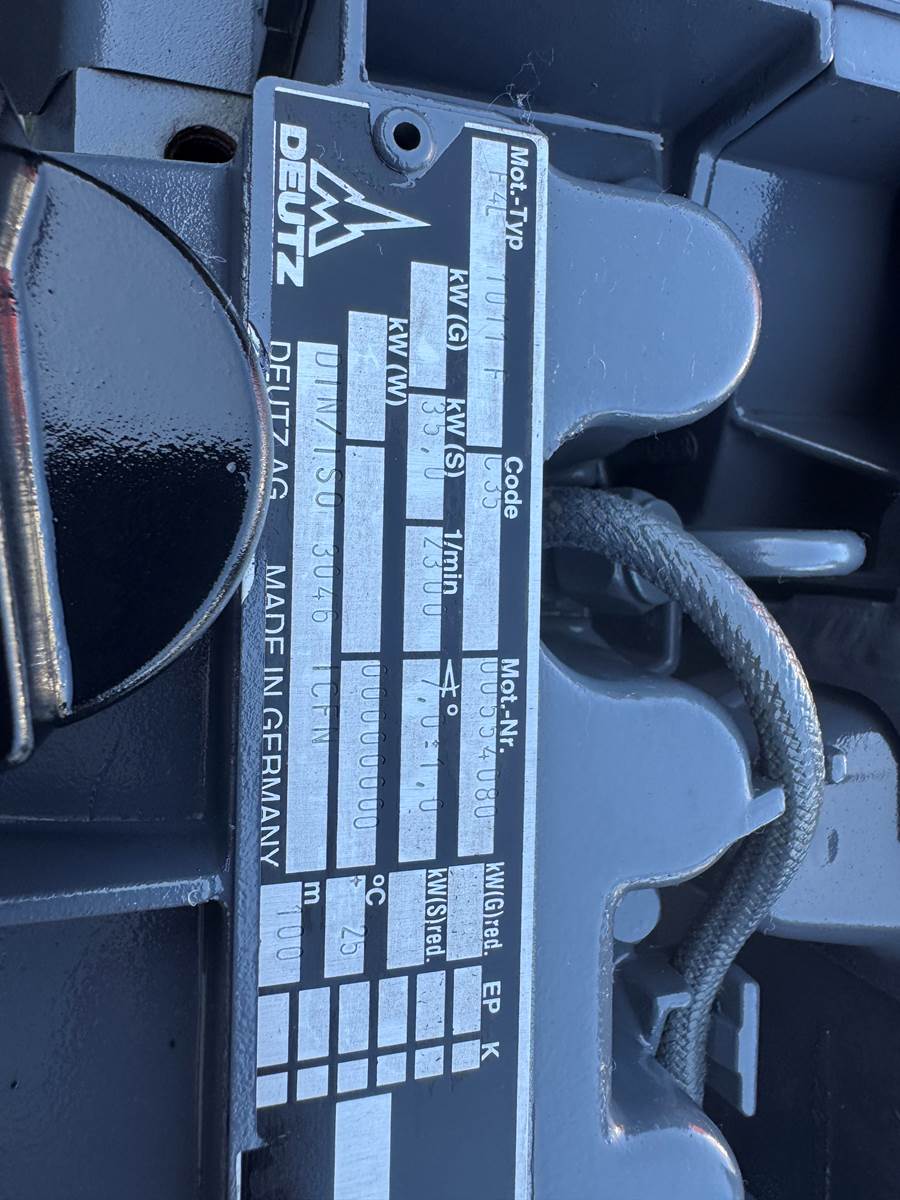 DEUTZ
Mot.-Typ Code Mot.-Nr. kW(G)red. EP K
F4L 1011 F C35 00554080
kW (G) kW (S) 1/min ∢° kW(S)red.
35,0 2300 7,0±1,0
kW (W) °C
00000000 + 25
m
DIN/ISO 3046 ICFN 100
DEUTZ AG MADE IN GERMANY